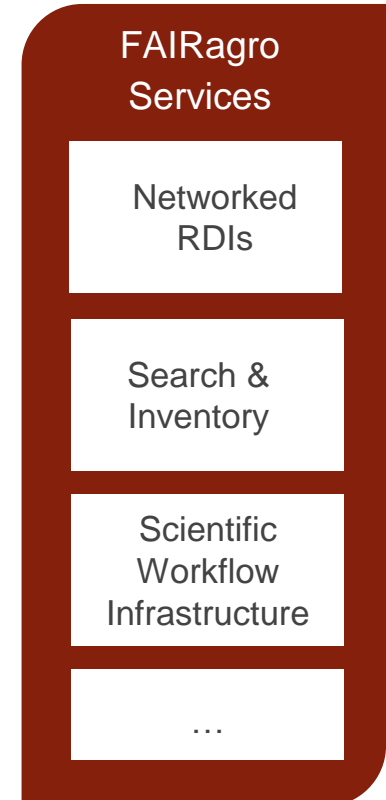 FAIRagro
Services
Networked
RDIs
Search &
Inventory
Scientific
Workflow
Infrastructure
…